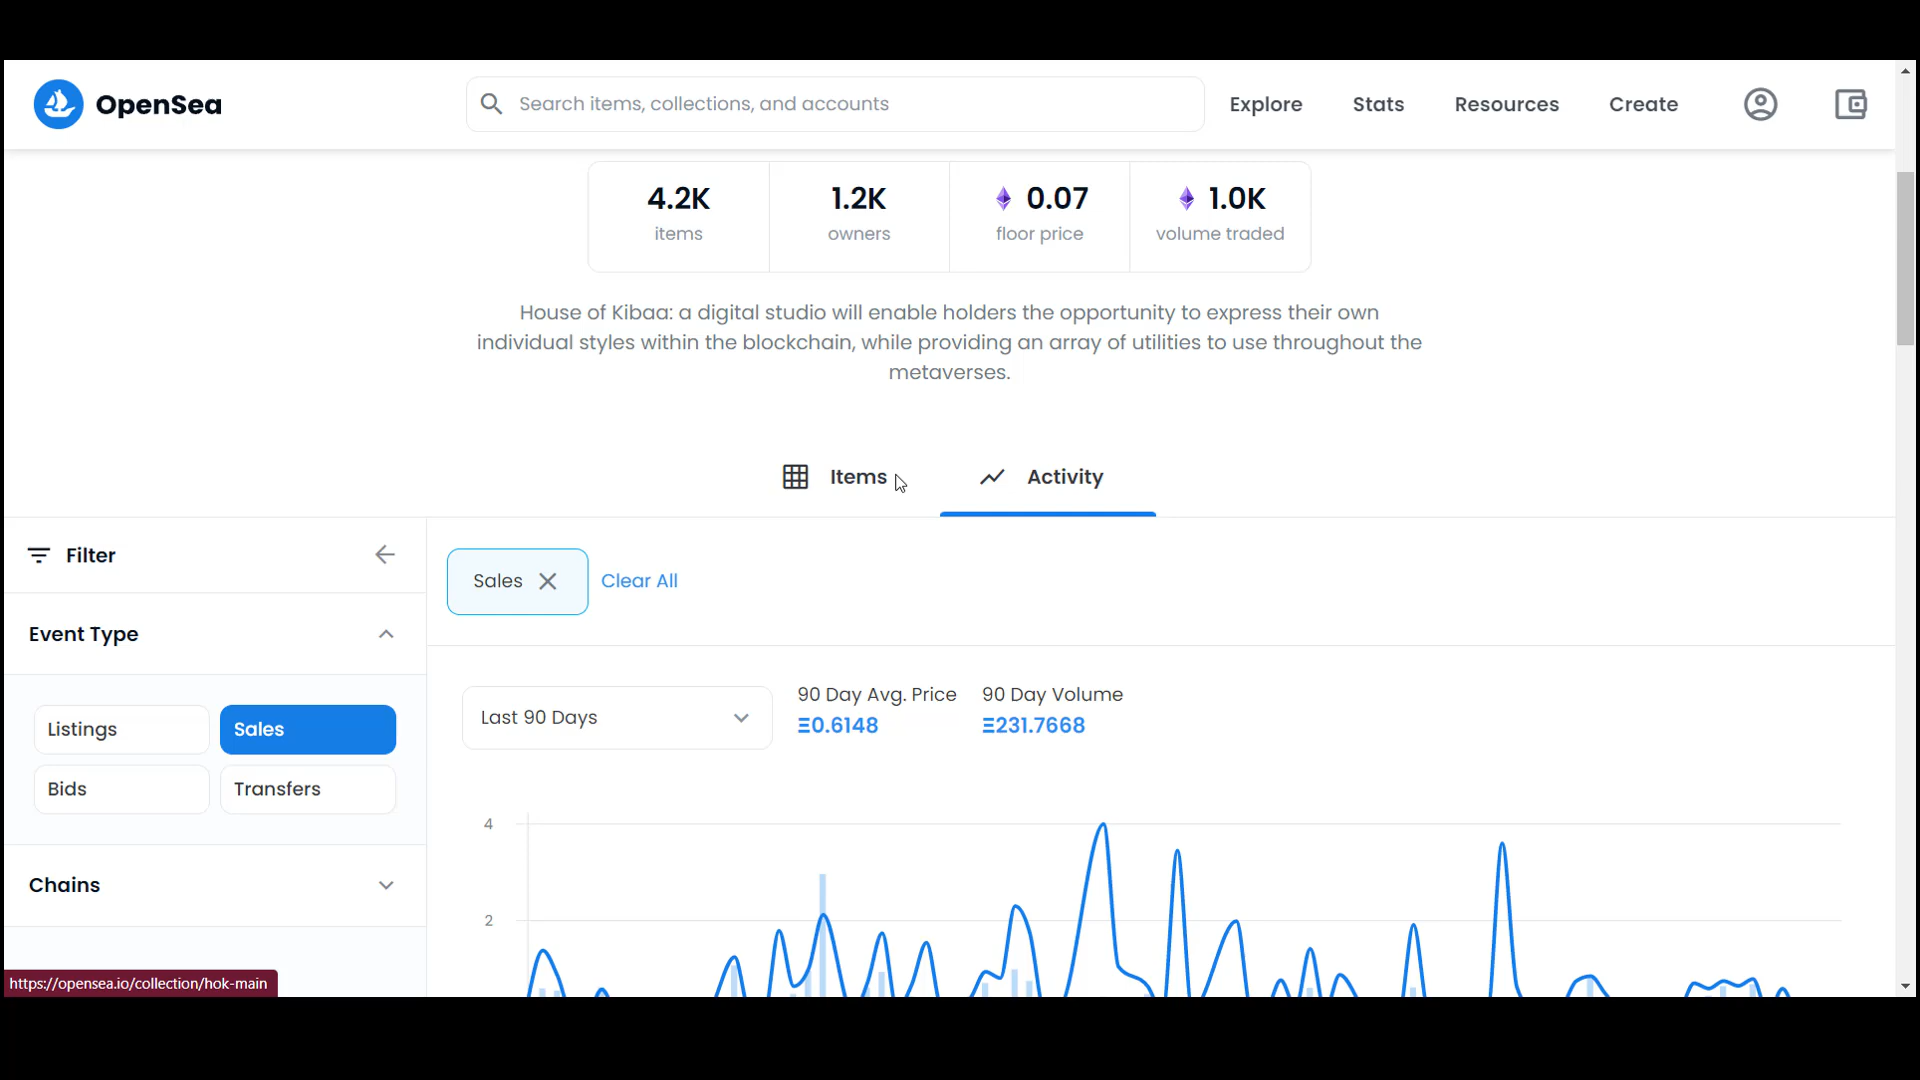 OpenSea
Search items, collections, and accounts
Explore
Stats
Resources
Create
4.2K
items
1.2K
owners
0.07
floor price
1.0K
volume traded
House of Kibaa: a digital studio will enable holders the opportunity to express their own
individual styles within the blockchain, while providing an array of utilities to use throughout the
metaverses.
Items
Activity
Filter
Event Type
Listings
Sales
Bids
Transfers
Chains
Sales
Clear All
Last 90 Days
90 Day Avg. Price
Ξ0.6148
90 Day Volume
Ξ231.7668
4
2
https://opensea.io/collection/hok-main